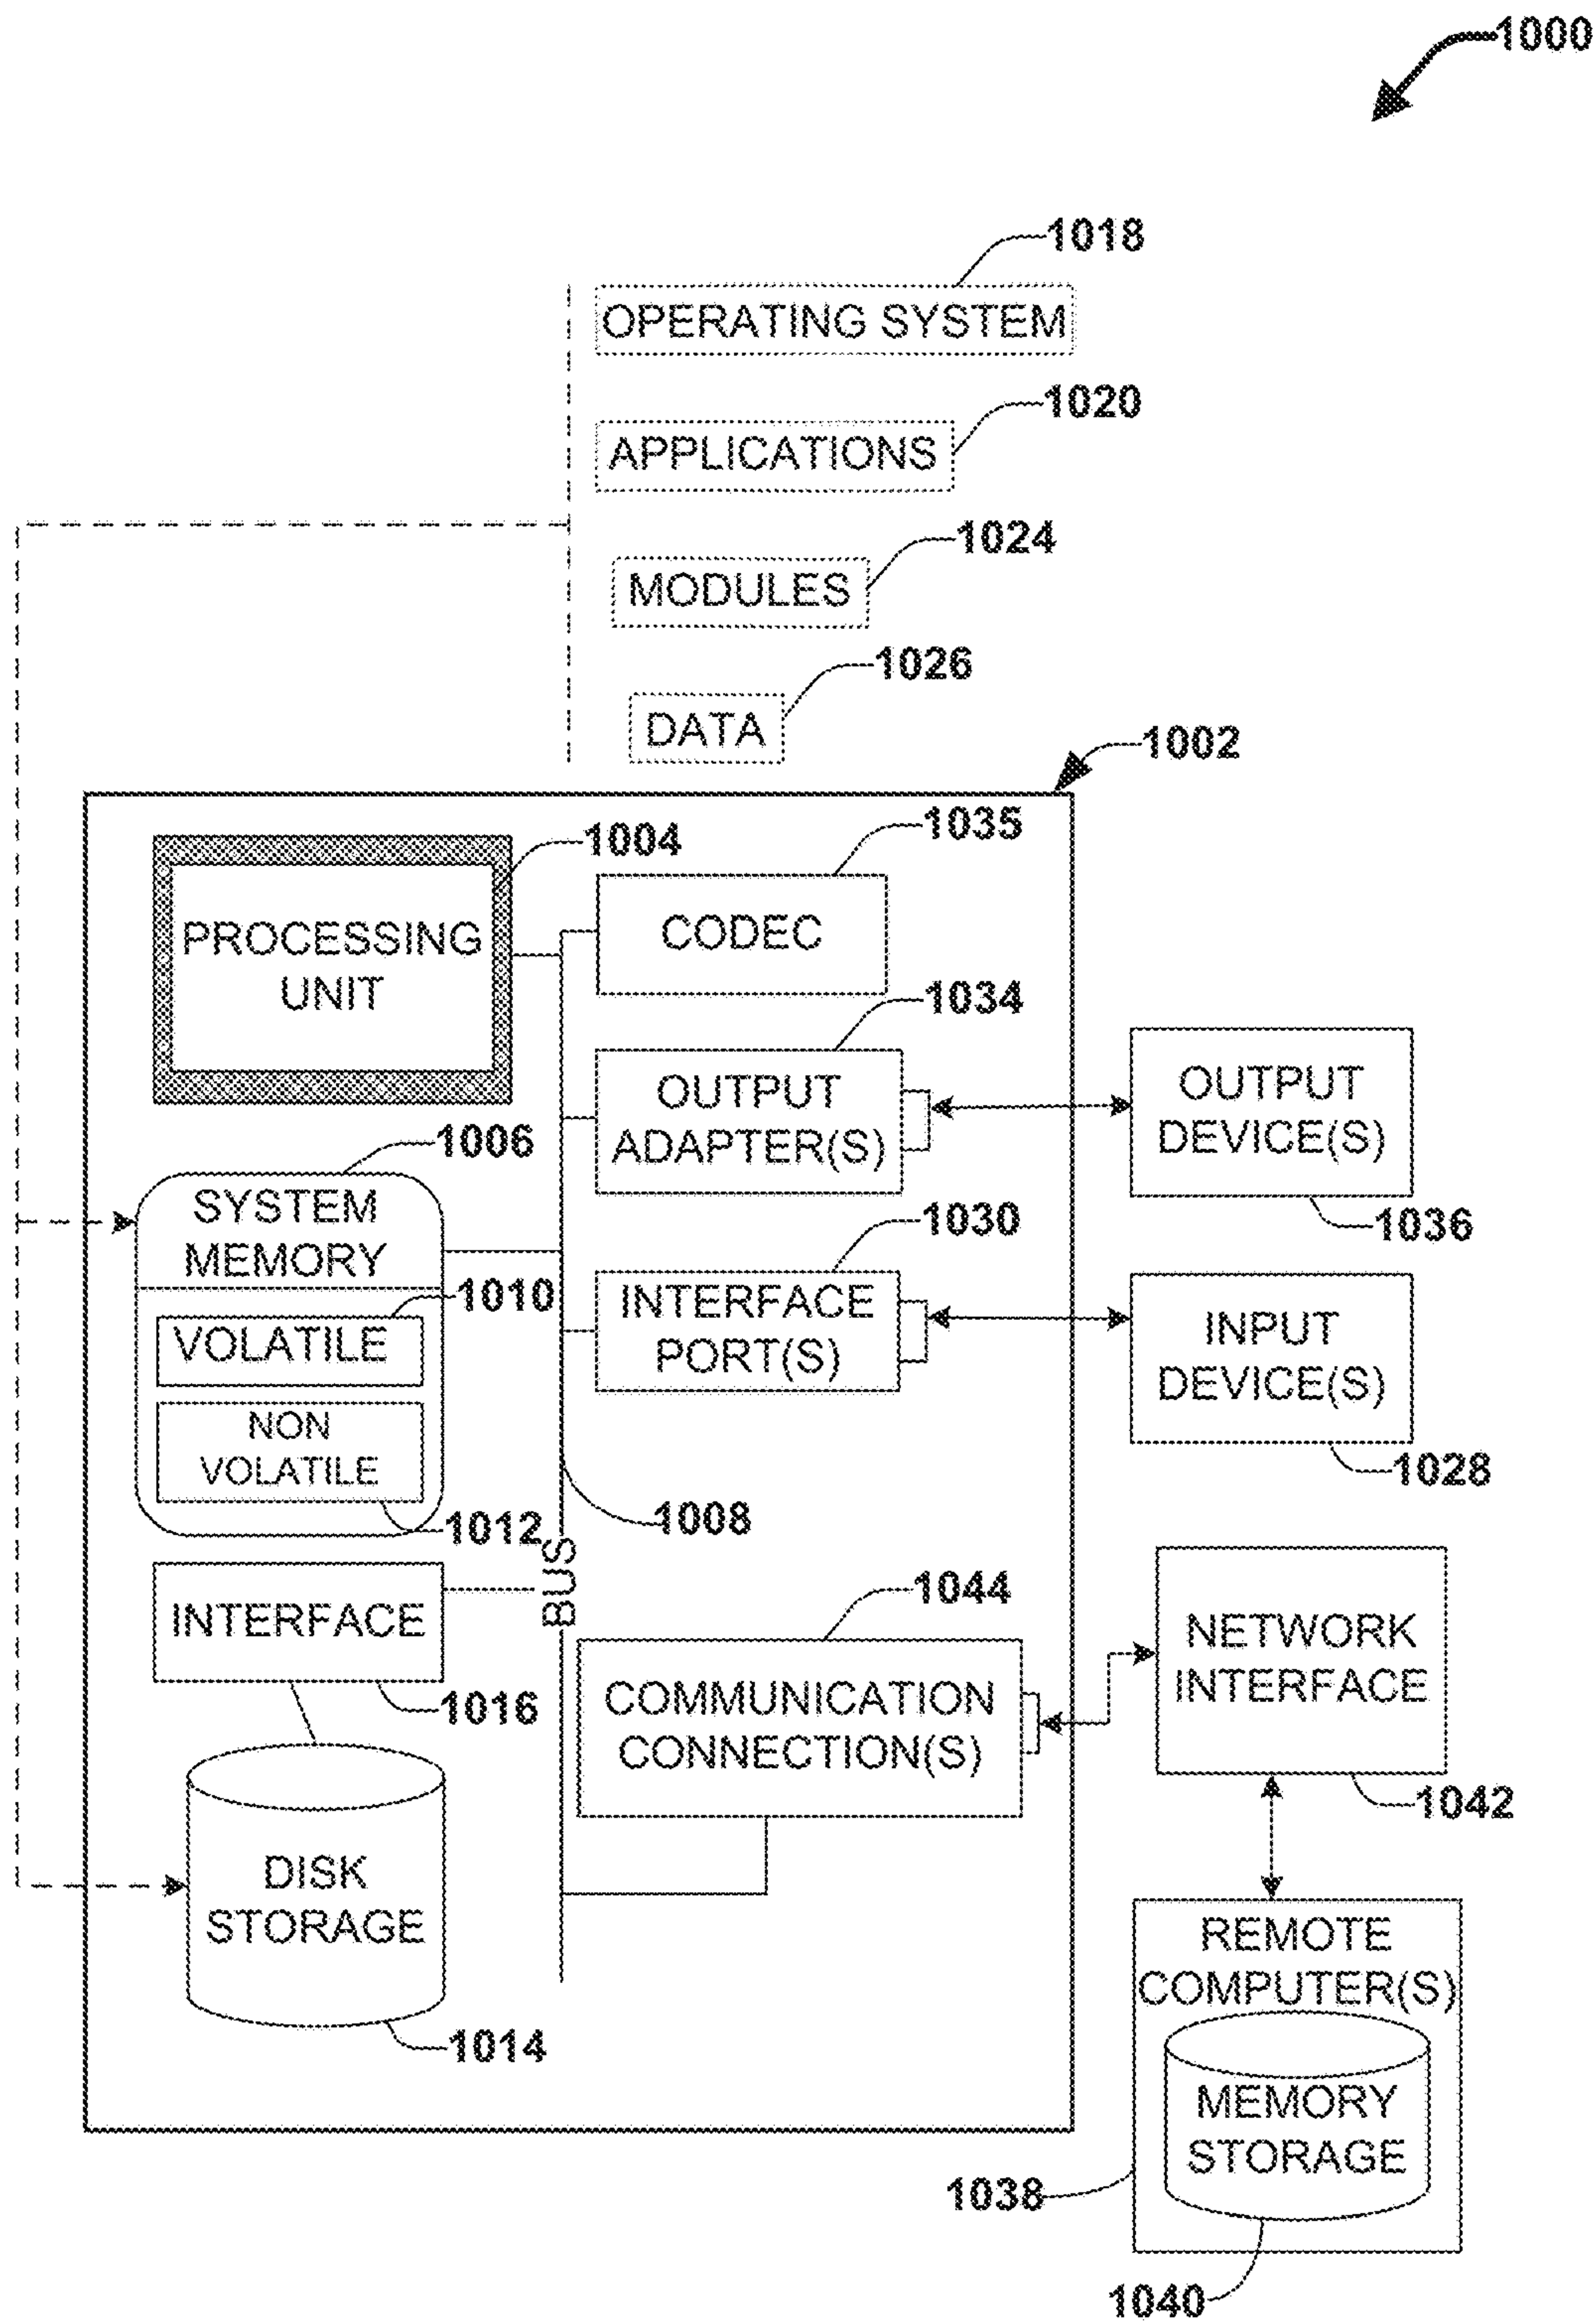 1000
1018
OPERATING SYSTEM
1020
APPLICATIONS
1024
MODULES
1026
DATA
1002
1004
PROCESSING
UNIT
1035
CODEC
1034
OUTPUT
ADAPTER(S)
OUTPUT
DEVICE(S)
1036
1006
SYSTEM
MEMORY
1010
VOLATILE
NON
VOLATILE
1012
1030
INTERFACE
PORT(S)
INPUT
DEVICE(S)
1028
1008
BUS
INTERFACE
1016
1044
COMMUNICATION
CONNECTION(S)
NETWORK
INTERFACE
1042
DISK
STORAGE
1014
REMOTE
COMPUTER(S)
MEMORY
STORAGE
1038
1040